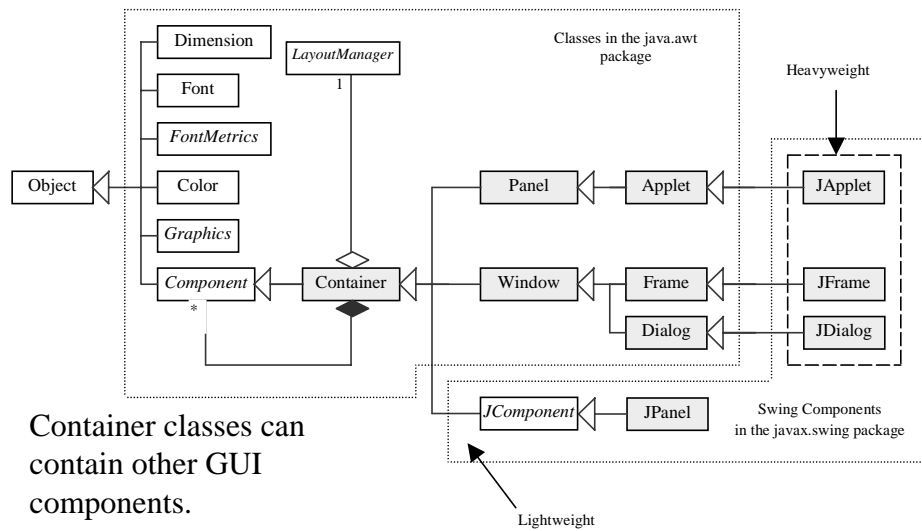 Dimension
LayoutManager
1
Classes in the java.awt
package
Heavyweight
Font
FontMetrics
Object
Color
Panel
Applet
JApplet
Graphics
Component
*
Container
Window
Frame
JFrame
Dialog
JDialog
JComponent
JPanel
Swing Components
in the javax.swing package
Container classes can
contain other GUI
components.
Lightweight